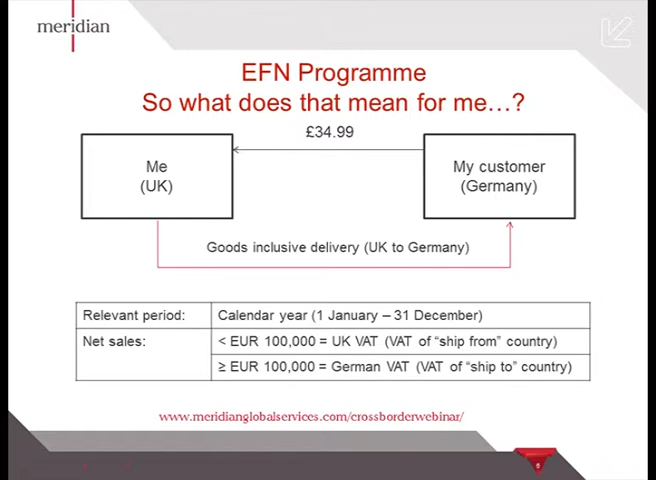 meridian
EFN Programme
So what does that mean for me…?
£34.99
Me
(UK)
My customer
(Germany)
Goods inclusive delivery (UK to Germany)
Relevant period: Calendar year (1 January – 31 December)
Net sales: < EUR 100,000 = UK VAT (VAT of “ship from” country)
≥ EUR 100,000 = German VAT (VAT of “ship to” country)
www.meridianglobalservices.com/crossborderwebinar/
6